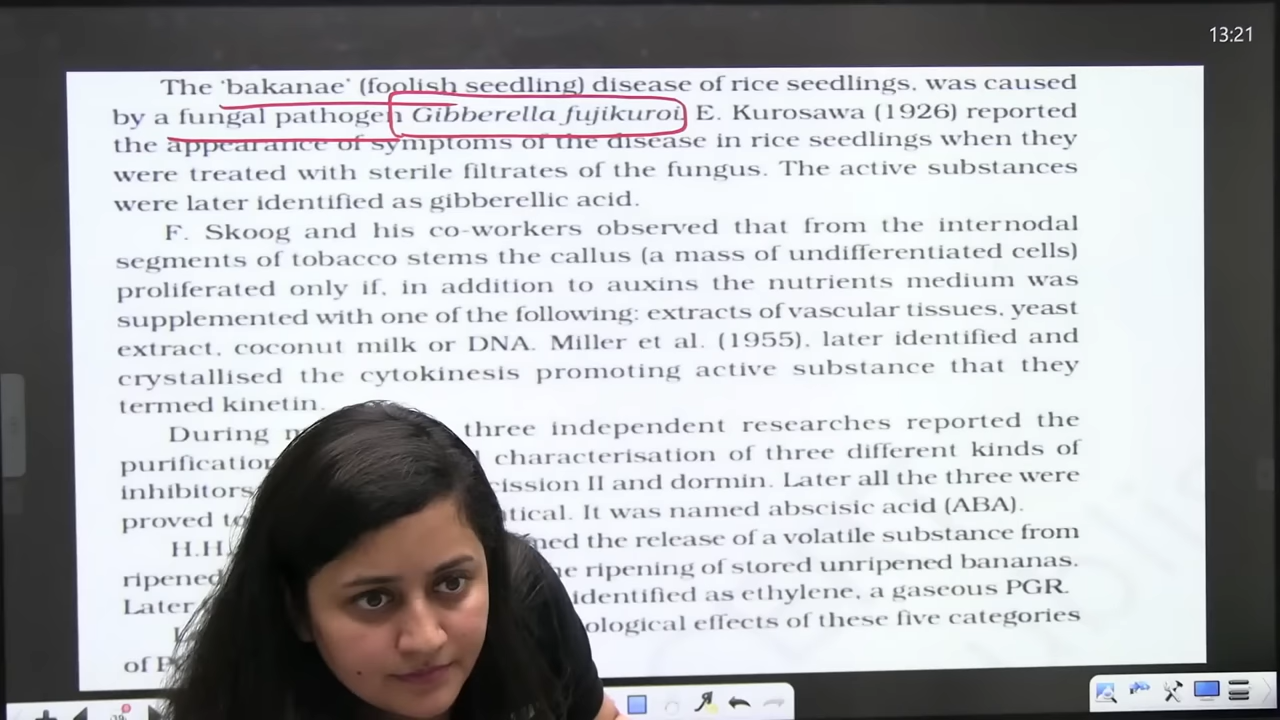 13:21
The 'bakanae' (foolish seedling) disease of rice seedlings, was caused
by a fungal pathogen Gibberella fujikuroi. E. Kurosawa (1926) reported
the appearance of symptoms of the disease in rice seedlings when they
were treated with sterile filtrates of the fungus. The active substances
were later identified as gibberellic acid.
F. Skoog and his co-workers observed that from the internodal
segments of tobacco stems the callus (a mass of undifferentiated cells)
proliferated only if, in addition to auxins the nutrients medium was
supplemented with one of the following: extracts of vascular tissues, yeast
extract, coconut milk or DNA. Miller et al. (1955), later identified and
crystallised the cytokinesis promoting active substance that they
termed kinetin.
During three independent researches reported the
characterisation of three different kinds of
inhibitors II and dormin. Later all the three were
proved It was named abscisic acid (ABA).
H.H. the release of a volatile substance from
ripened ripening of stored unripened bananas.
Later identified as ethylene, a gaseous PGR.
effects of these five categories
of